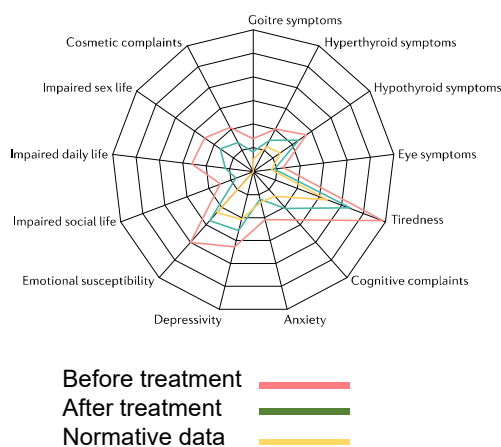 Goitre symptoms
Cosmetic complaints
Hyperthyroid symptoms
Impaired sex life
Hypothyroid symptoms
Impaired daily life
Eye symptoms
Impaired social life
Tiredness
Emotional susceptibility
Cognitive complaints
Depressivity
Anxiety
Before treatment
After treatment
Normative data